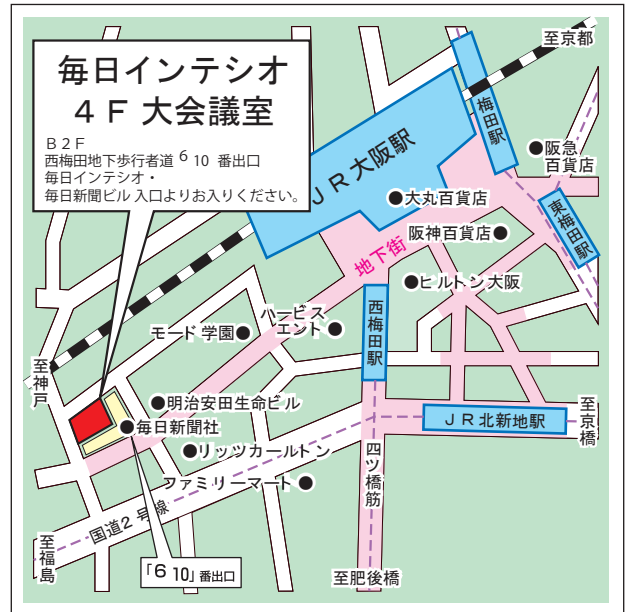 毎日インテシオ
4F 大会議室
B2F
西梅田地下歩行者道 6 10 番出口
毎日インテシオ・
毎日新聞ビル 入口よりお入りください。
至京都
梅田駅
阪急
百貨店
JR大阪駅
大丸百貨店
東梅田駅
阪神百貨店
地下街
ヒルトン大阪
ハービス
エント
西梅田駅
モード学園
至神戸
明治安田生命ビル
毎日新聞社
JR北新地駅
至京橋
リッツカールトン
四ツ橋筋
ファミリーマート
国道2号線
至福島
「6 10」番出口
至肥後橋